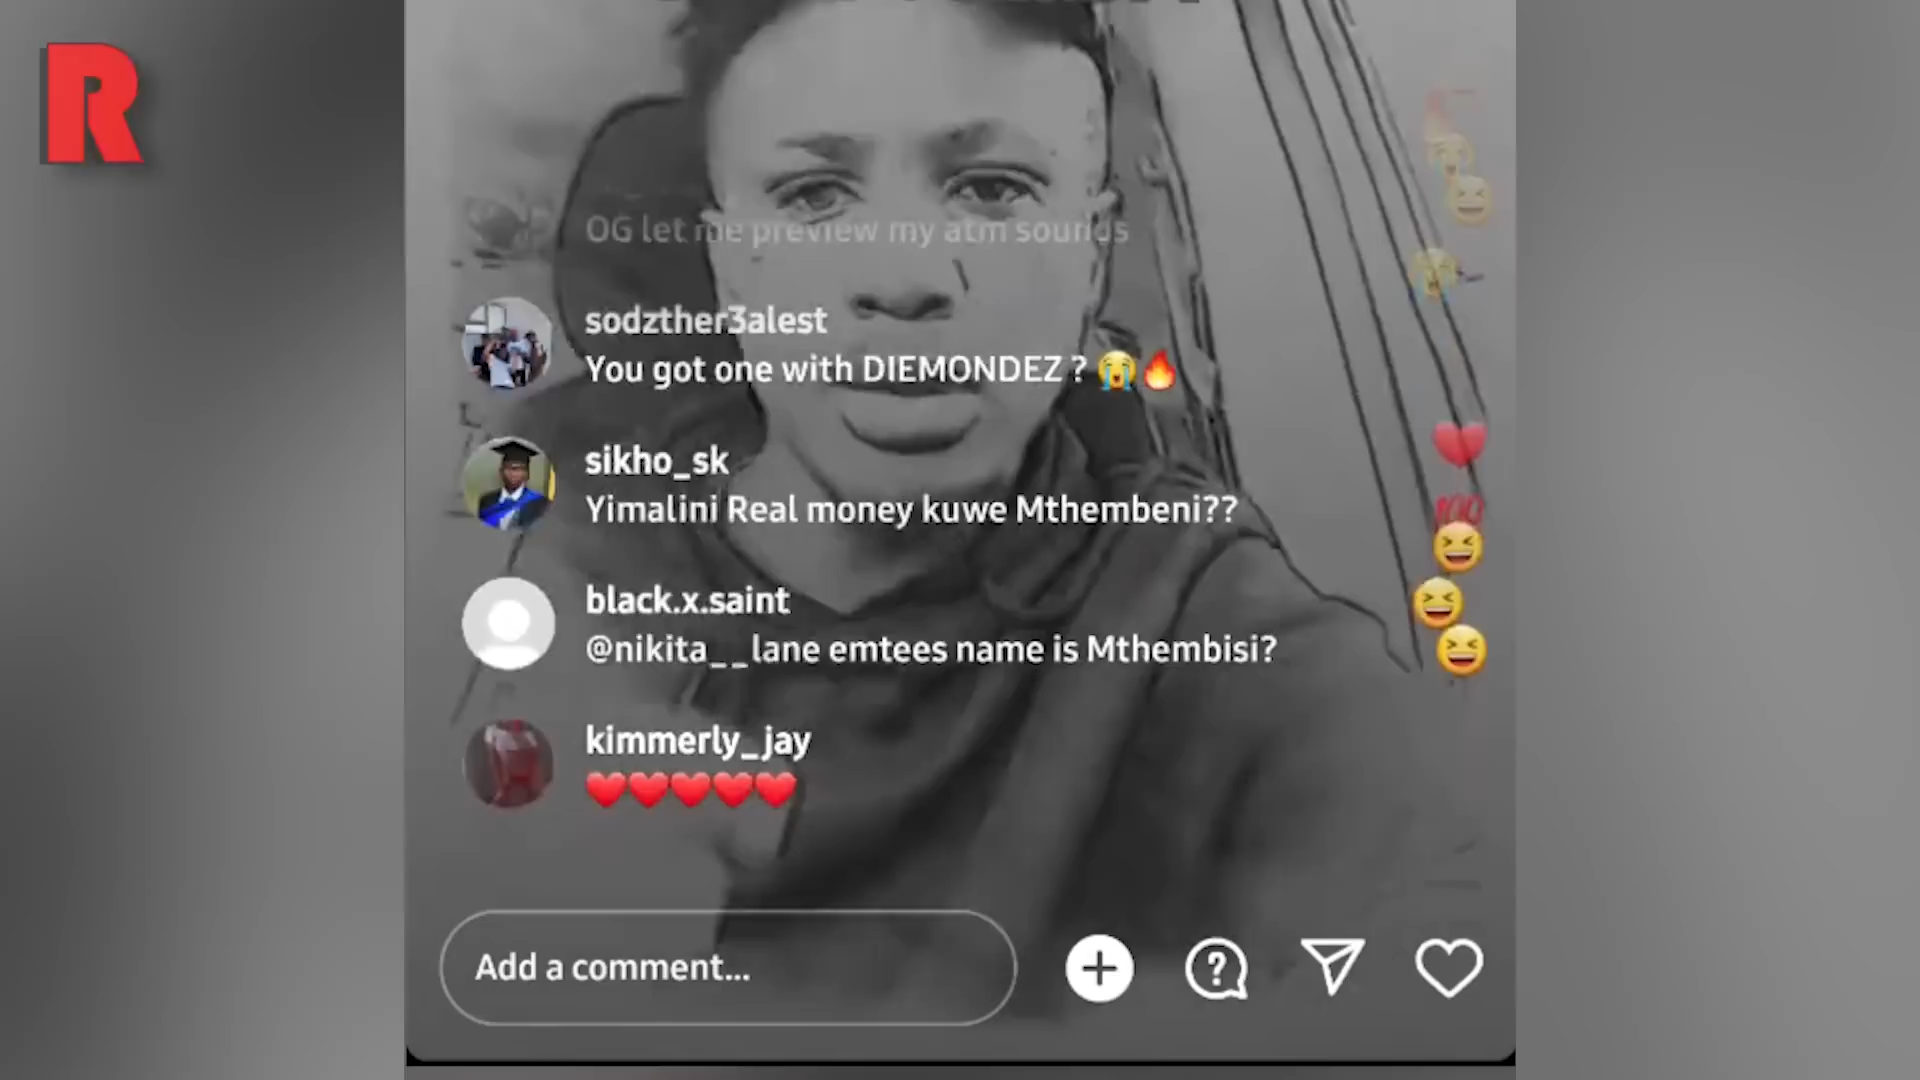 R
OG let me preview my atm sounds
sodzther3alest
You got one with DIEMONDEZ ? 😭🔥
sikho_sk
Yimalini Real money kuwe Mthembeni??
black.x.saint
@nikita__lane emtees name is Mthembisi?
kimmerly_jay
❤️❤️❤️❤️❤️
Add a comment...